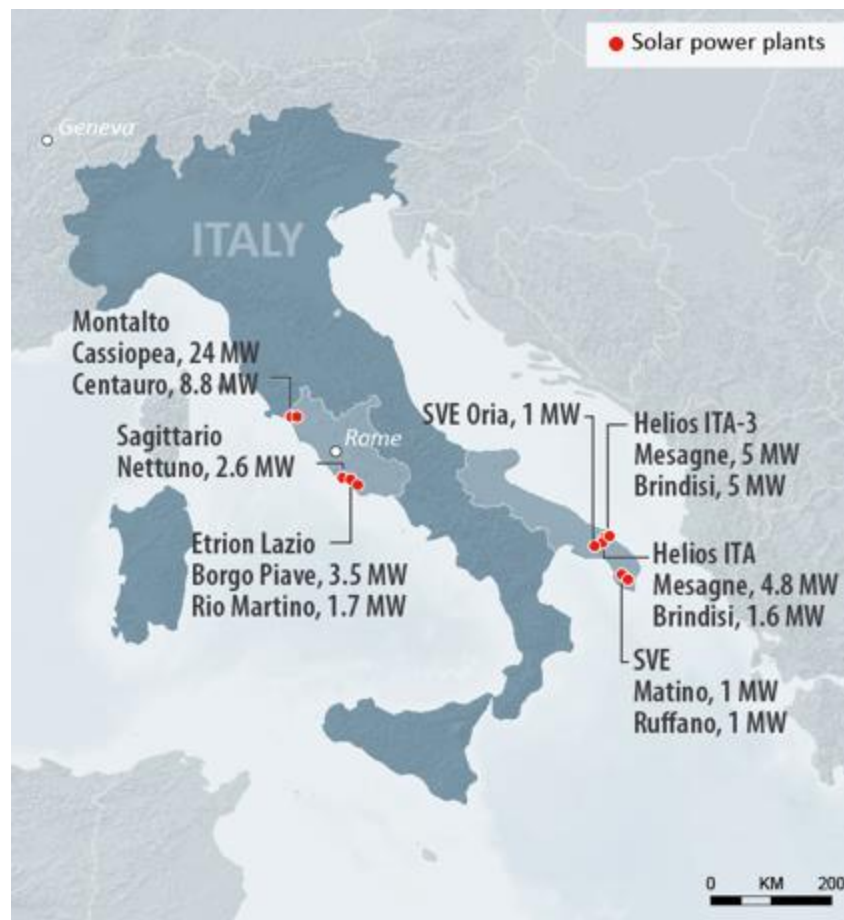 Solar power plants
Geneva
ITALY
Montalto
Cassiopea, 24 MW
Centauro, 8.8 MW
Sagittario
Nettuno, 2.6 MW
Rome
SVE Oria, 1 MW
Helios ITA-3
Mesagne, 5 MW
Brindisi, 5 MW
Etrion Lazio
Borgo Piave, 3.5 MW
Rio Martino, 1.7 MW
Helios ITA
Mesagne, 4.8 MW
Brindisi, 1.6 MW
SVE
Matino, 1 MW
Ruffano, 1 MW
0 KM 200